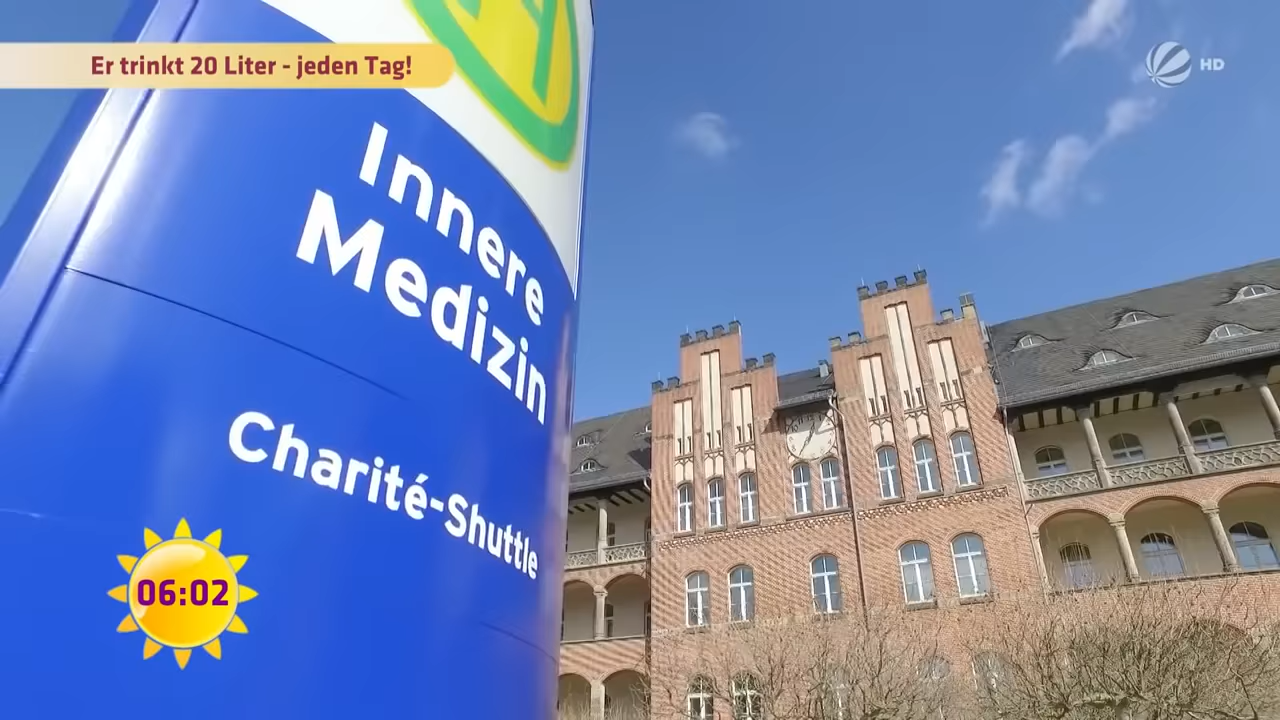 Er trinkt 20 Liter - jeden Tag!
HD
Innere
Medizin
Charité-Shuttle
06:02